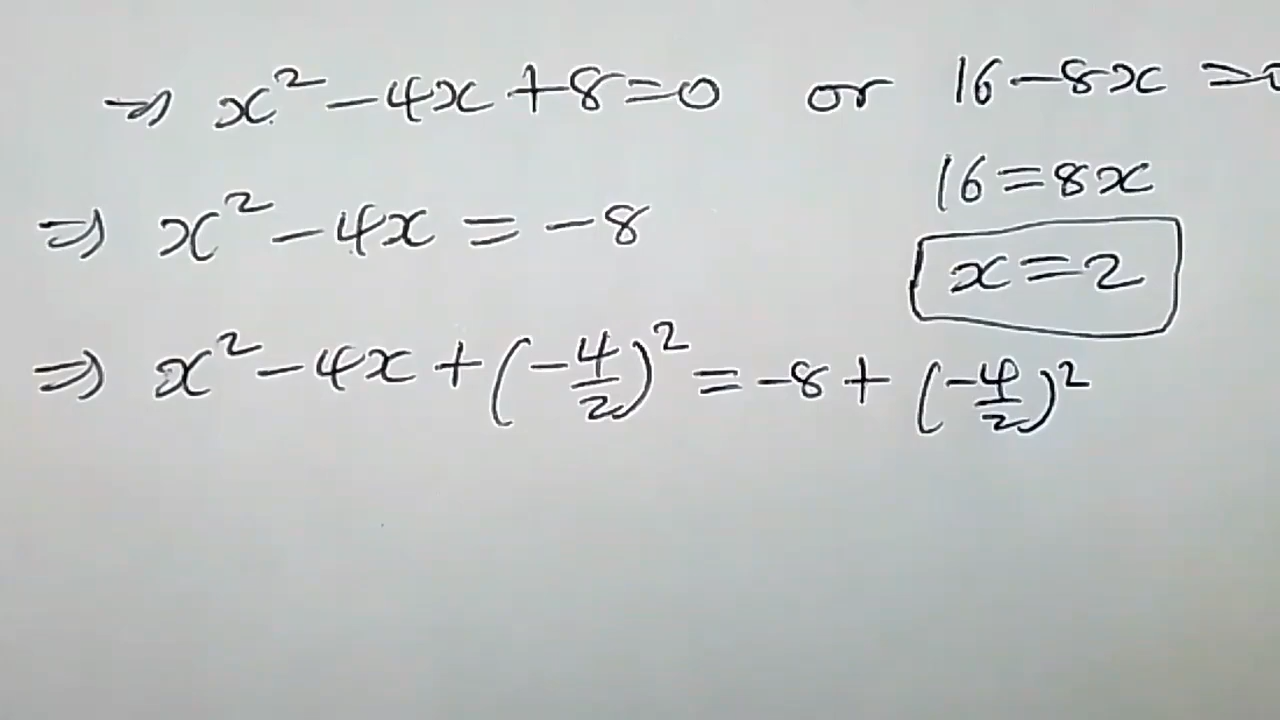 ⇒ x² - 4x + 8 = 0 or 16 - 8x = 0
⇒ x² - 4x = -8
16 = 8x
x = 2
⇒ x² - 4x + (-4/2)² = -8 + (-4/2)²